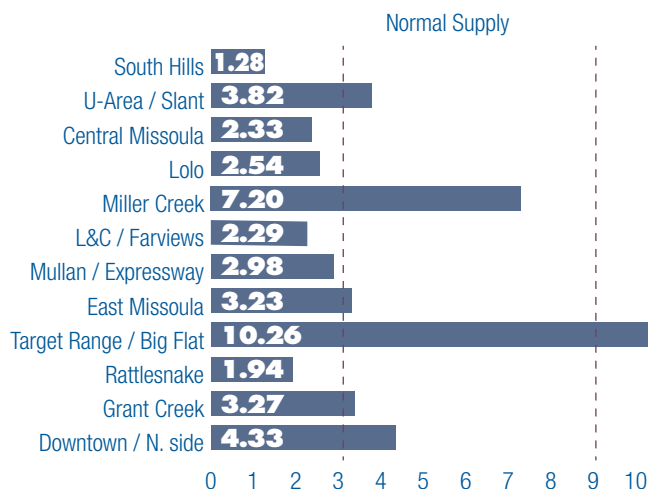 Normal Supply
South Hills 1.28
U-Area / Slant 3.82
Central Missoula 2.33
Lolo 2.54
Miller Creek 7.20
L&C / Farviews 2.29
Mullan / Expressway 2.98
East Missoula 3.23
Target Range / Big Flat 10.26
Rattlesnake 1.94
Grant Creek 3.27
Downtown / N. side 4.33
0 1 2 3 4 5 6 7 8 9 10